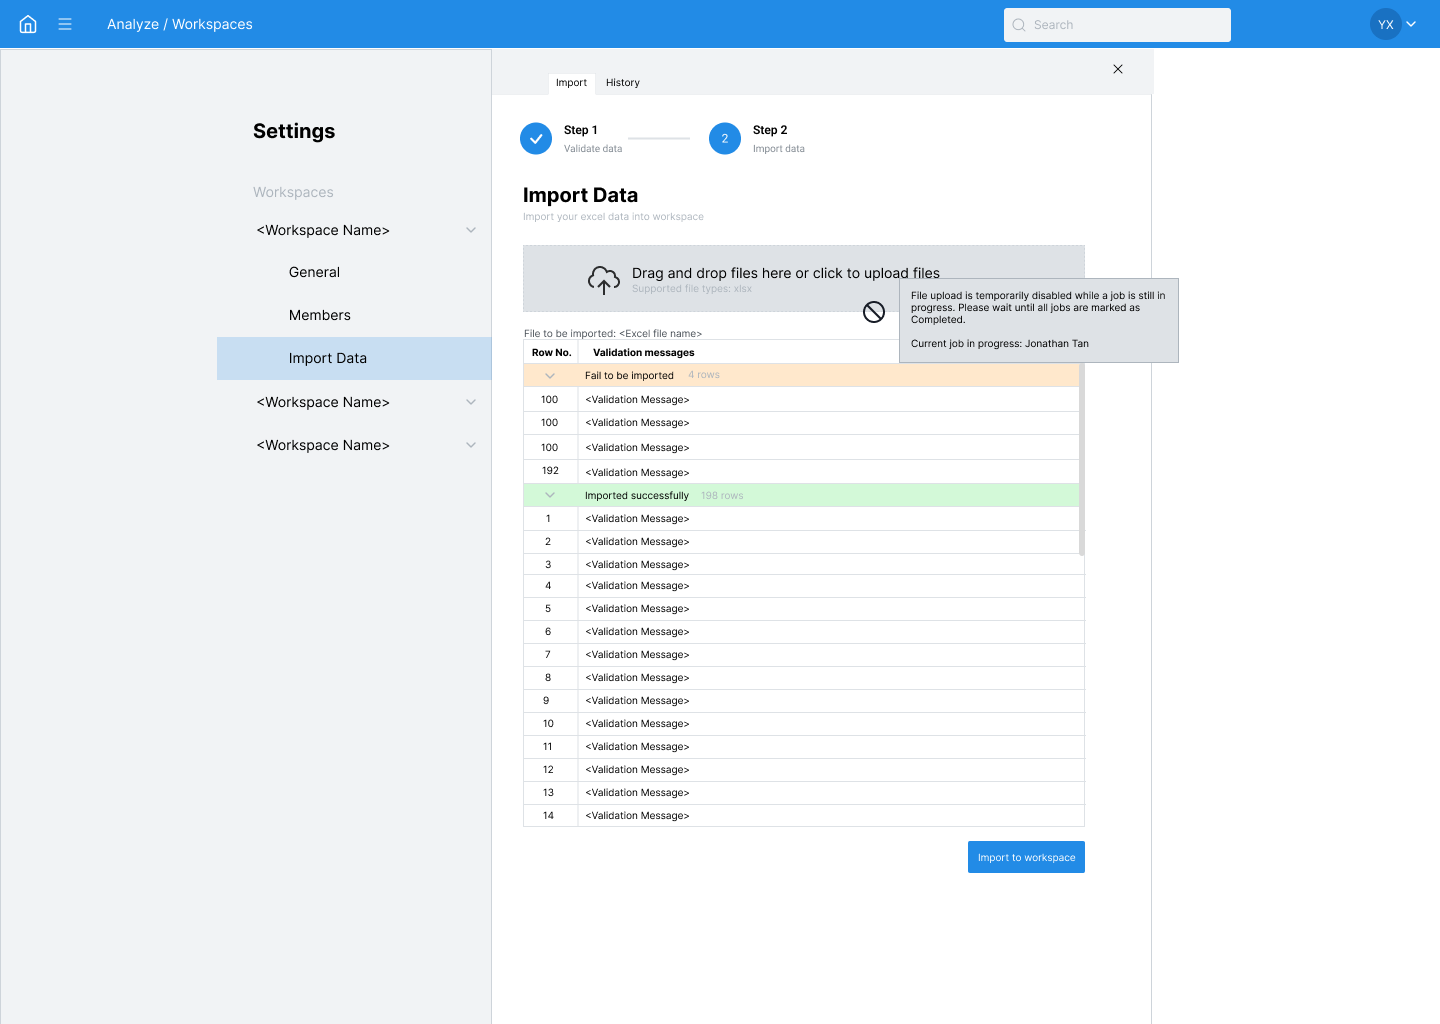 Analyze / Workspaces
Search
YX
Import
History
Settings
Step 1
Validate data
2
Step 2
Import data
Workspaces
Import Data
Import your excel data into workspace
<Workspace Name>
General
Members
Import Data
<Workspace Name>
<Workspace Name>
Drag and drop files here or click to upload files
Supported file types: xlsx
File upload is temporarily disabled while a job is still in
progress. Please wait until all jobs are marked as
Completed.
Current job in progress: Jonathan Tan
File to be imported: <Excel file name>
Row No. Validation messages
Fail to be imported 4 rows
100 <Validation Message>
100 <Validation Message>
100 <Validation Message>
192 <Validation Message>
Imported successfully 198 rows
1 <Validation Message>
2 <Validation Message>
3 <Validation Message>
4 <Validation Message>
5 <Validation Message>
6 <Validation Message>
7 <Validation Message>
8 <Validation Message>
9 <Validation Message>
10 <Validation Message>
11 <Validation Message>
12 <Validation Message>
13 <Validation Message>
14 <Validation Message>
Import to workspace